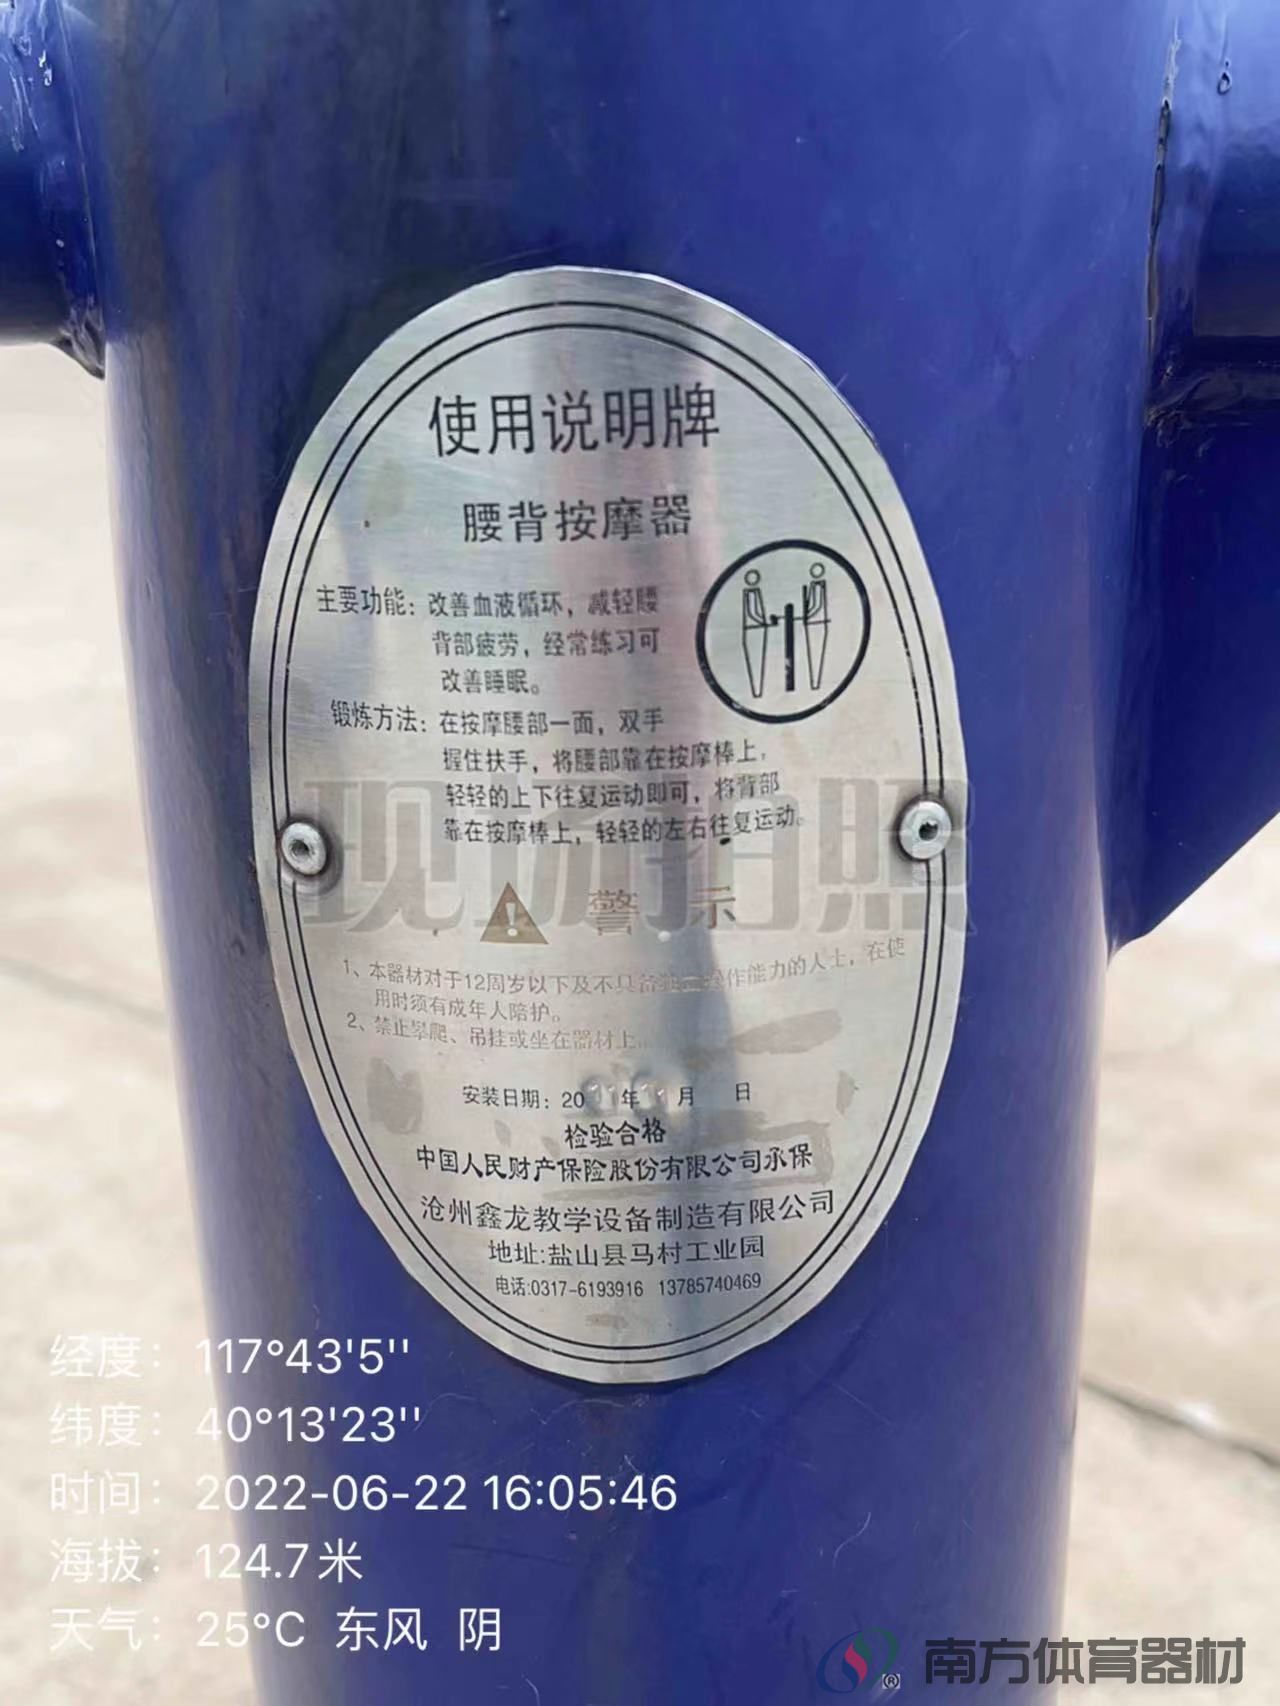 使用说明牌
腰背按摩器
主要功能：改善血液循环，减轻腰
背部疲劳，经常练习可
改善睡眠。
锻炼方法：在按摩腰部一面，双手
握住扶手，将腰部靠在按摩棒上，
轻轻的上下往复运动即可，将背部
靠在按摩棒上，轻轻的左右往复运动。
现场拍照
警 示
1、本器材对于12周岁以下及不具备独立操作能力的人士，在使
用时须有成年人陪护。
2、禁止攀爬、吊挂或坐在器材上。
安装日期：2011年11月 日
检验合格
中国人民财产保险股份有限公司承保
沧州鑫龙教学设备制造有限公司
地址:盐山县马村工业园
电话:0317-6193916 13785740469
经度：117°43'5''
纬度：40°13'23''
时间：2022-06-22 16:05:46
海拔：124.7米
天气：25°C 东风 阴
® 南方体育器材